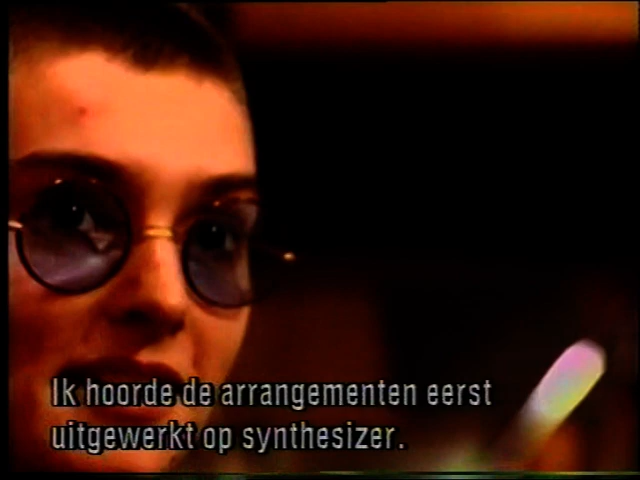 Ik hoorde de arrangementen eerst
uitgewerkt op synthesizer.